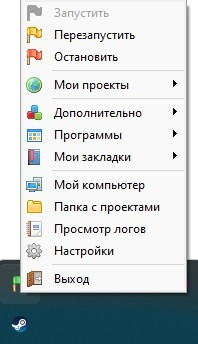 Запустить
Перезапустить
Остановить
Мои проекты
Дополнительно
Программы
Мои закладки
Мой компьютер
Папка с проектами
Просмотр логов
Настройки
Выход